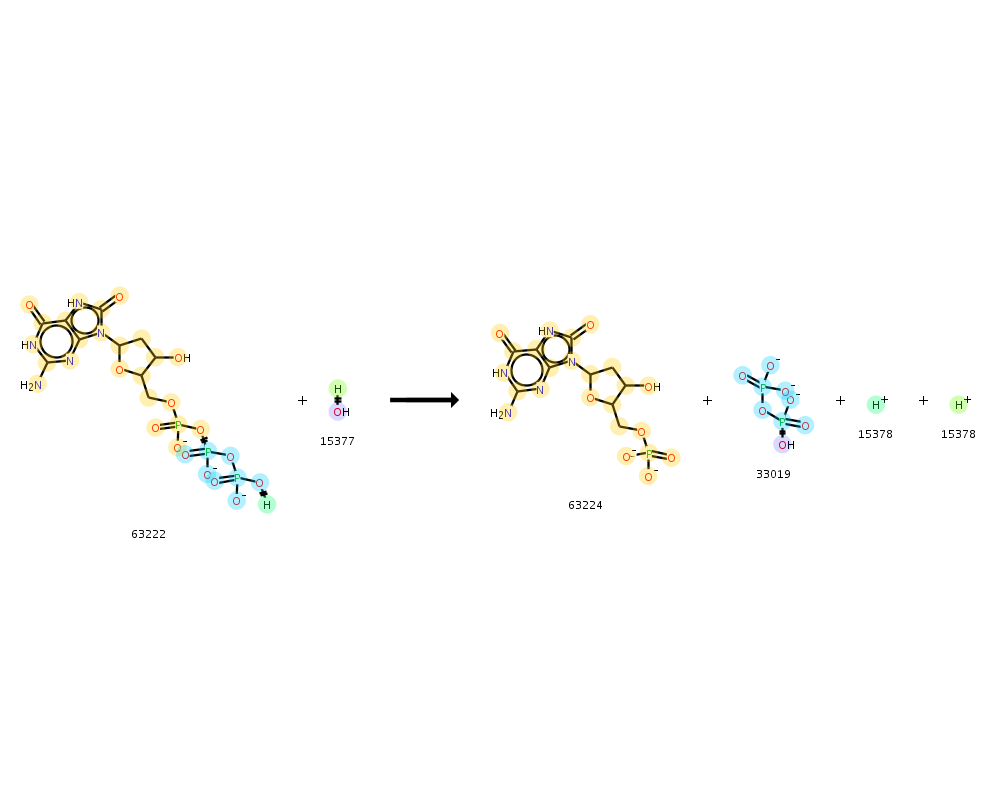 O HN O N HN N H2N O OH O O P O O- O P O O- O P O O- H
63222
+
H OH
15377
O HN O N HN N H2N O OH O O- P O O-
63224
+
O O- P O- O O- P O OH
33019
+
H+
15378
+
H+
15378